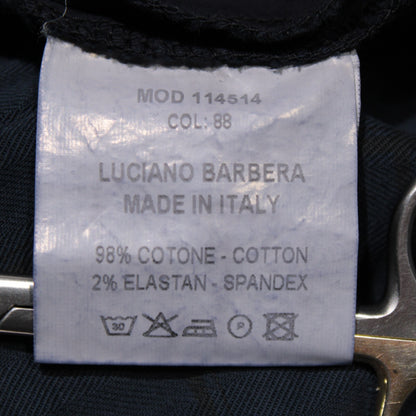 MOD 114514
COL: 88
LUCIANO BARBERA
MADE IN ITALY
98% COTONE - COTTON
2% ELASTAN - SPANDEX
30 P